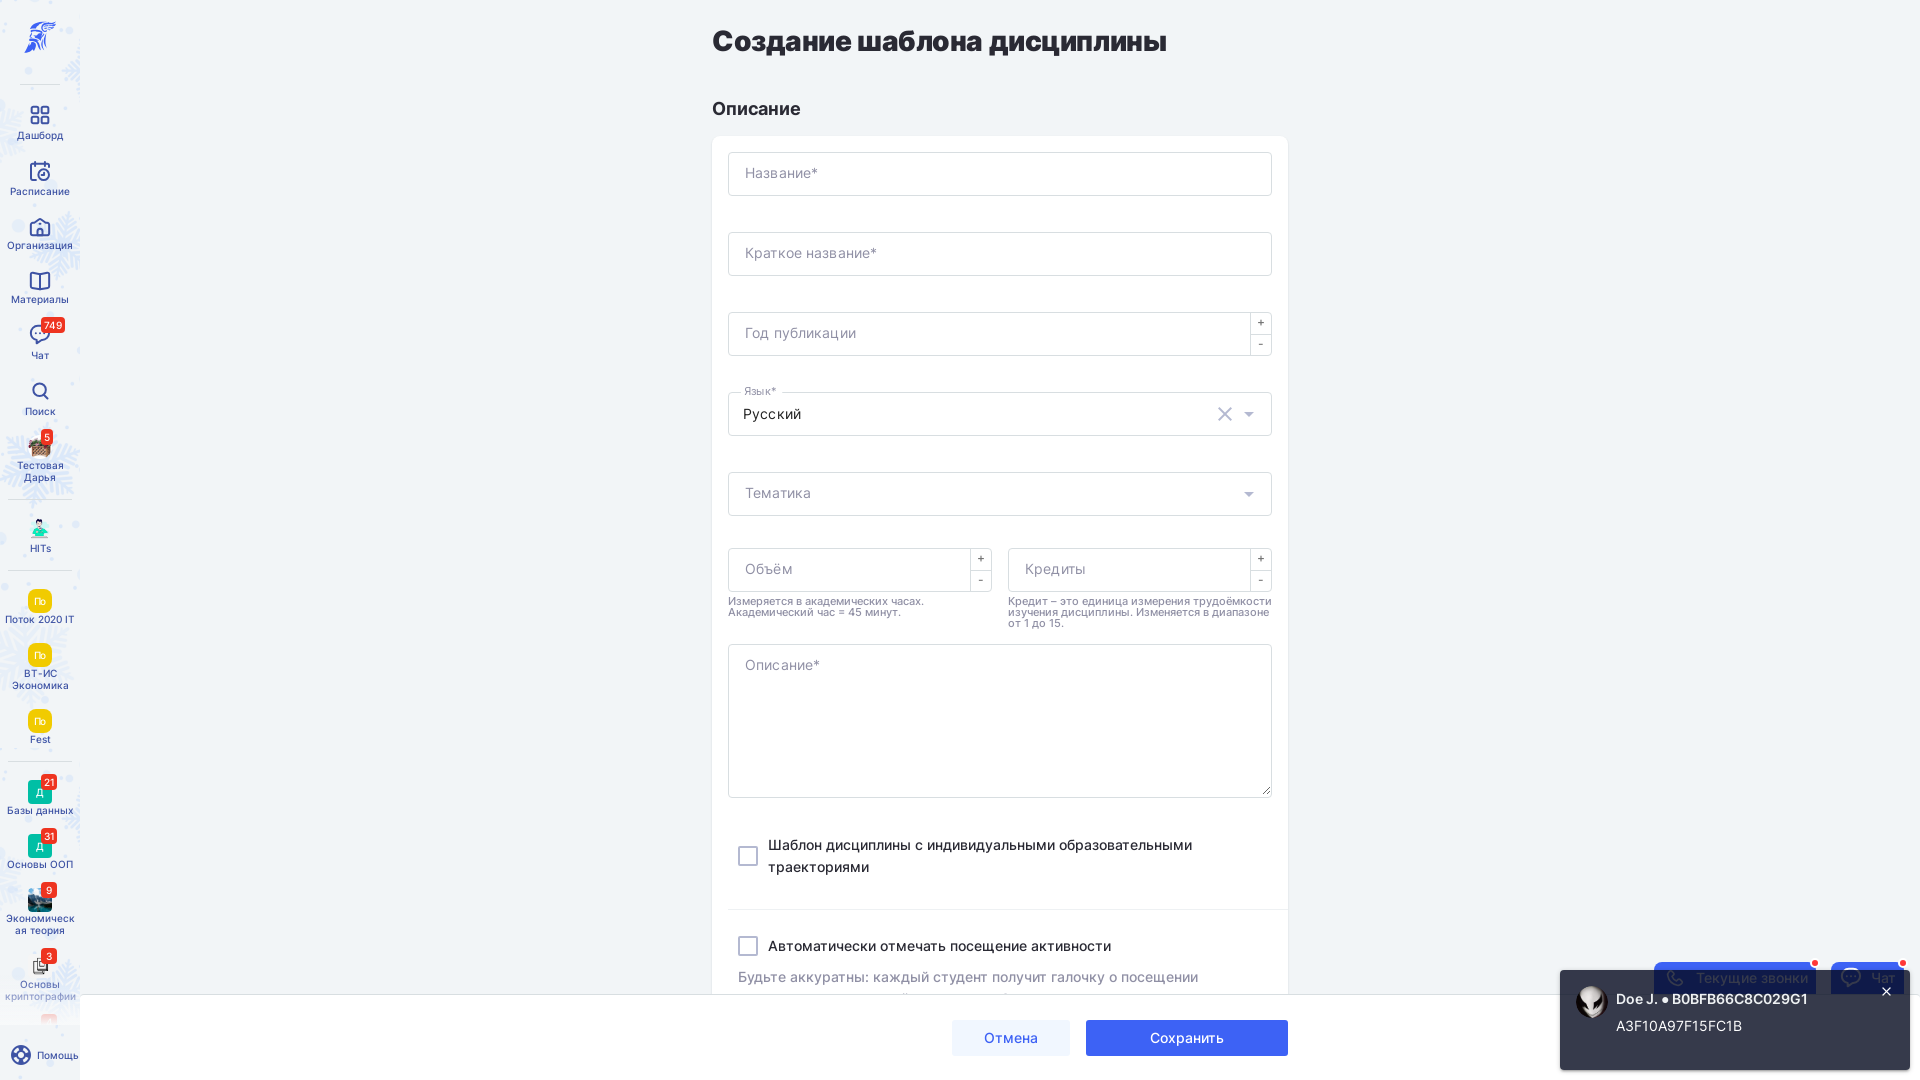 Создание шаблона дисциплины
Описание
Название*
Краткое название*
Год публикации
+
-
Язык*
Русский
Тематика
Объём
+
-
Кредиты
+
-
Измеряется в академических часах.
Академический час = 45 минут.
Кредит – это единица измерения трудоёмкости
изучения дисциплины. Изменяется в диапазоне
от 1 до 15.
Описание*
Шаблон дисциплины с индивидуальными образовательными
траекториями
Автоматически отмечать посещение активности
Будьте аккуратны: каждый студент получит галочку о посещении
Отмена
Сохранить
Дашборд
Расписание
Организация
Материалы
749
Чат
Поиск
5
Тестовая
Дарья
HITs
По
Поток 2020 IT
По
ВТ-ИС
Экономика
По
Fest
21
Д
Базы данных
31
Д
Основы ООП
9
Экономическ
ая теория
3
Основы
криптографии
Помощь
Текущие звонки
Чат
Doe J. ● B0BFB66C8C029G1
A3F10A97F15FC1B